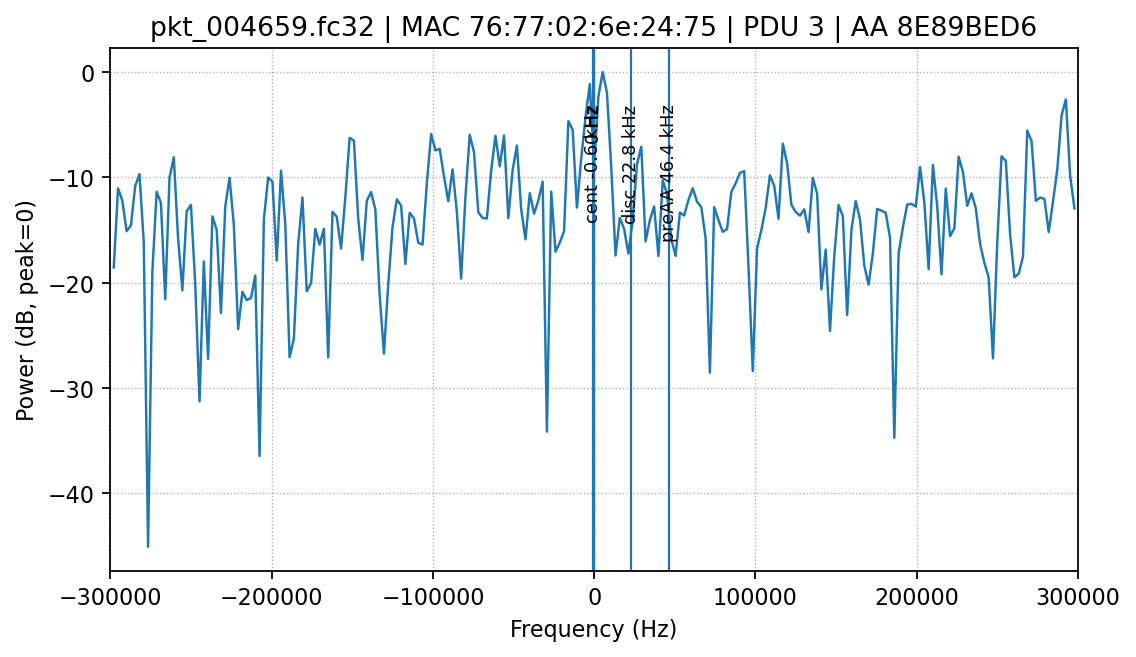 pkt_004659.fc32 | MAC 76:77:02:6e:24:75 | PDU 3 | AA 8E89BED6
Power (dB, peak=0)
0
−10
−20
−30
−40
cent
kHz
disc 22.8 kHz
preAA 46.4 kHz
−300000
−200000
−100000
0
100000
200000
300000
Frequency (Hz)